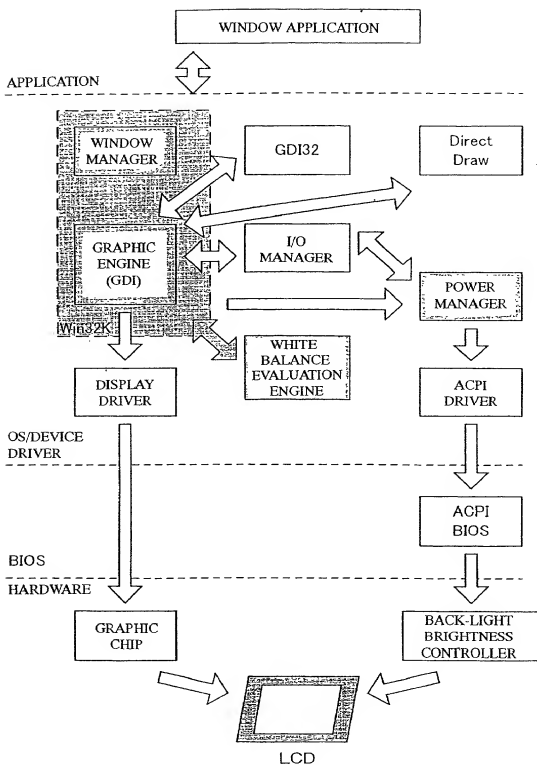 WINDOW APPLICATION
APPLICATION
WINDOW
MANAGER
GDI32
Direct
Draw
GRAPHIC
ENGINE
(GDI)
I/O
MANAGER
POWER
MANAGER
Win32K
WHITE
BALANCE
EVALUATION
ENGINE
DISPLAY
DRIVER
ACPI
DRIVER
OS/DEVICE
DRIVER
ACPI
BIOS
BIOS
HARDWARE
GRAPHIC
CHIP
BACK-LIGHT
BRIGHTNESS
CONTROLLER
LCD